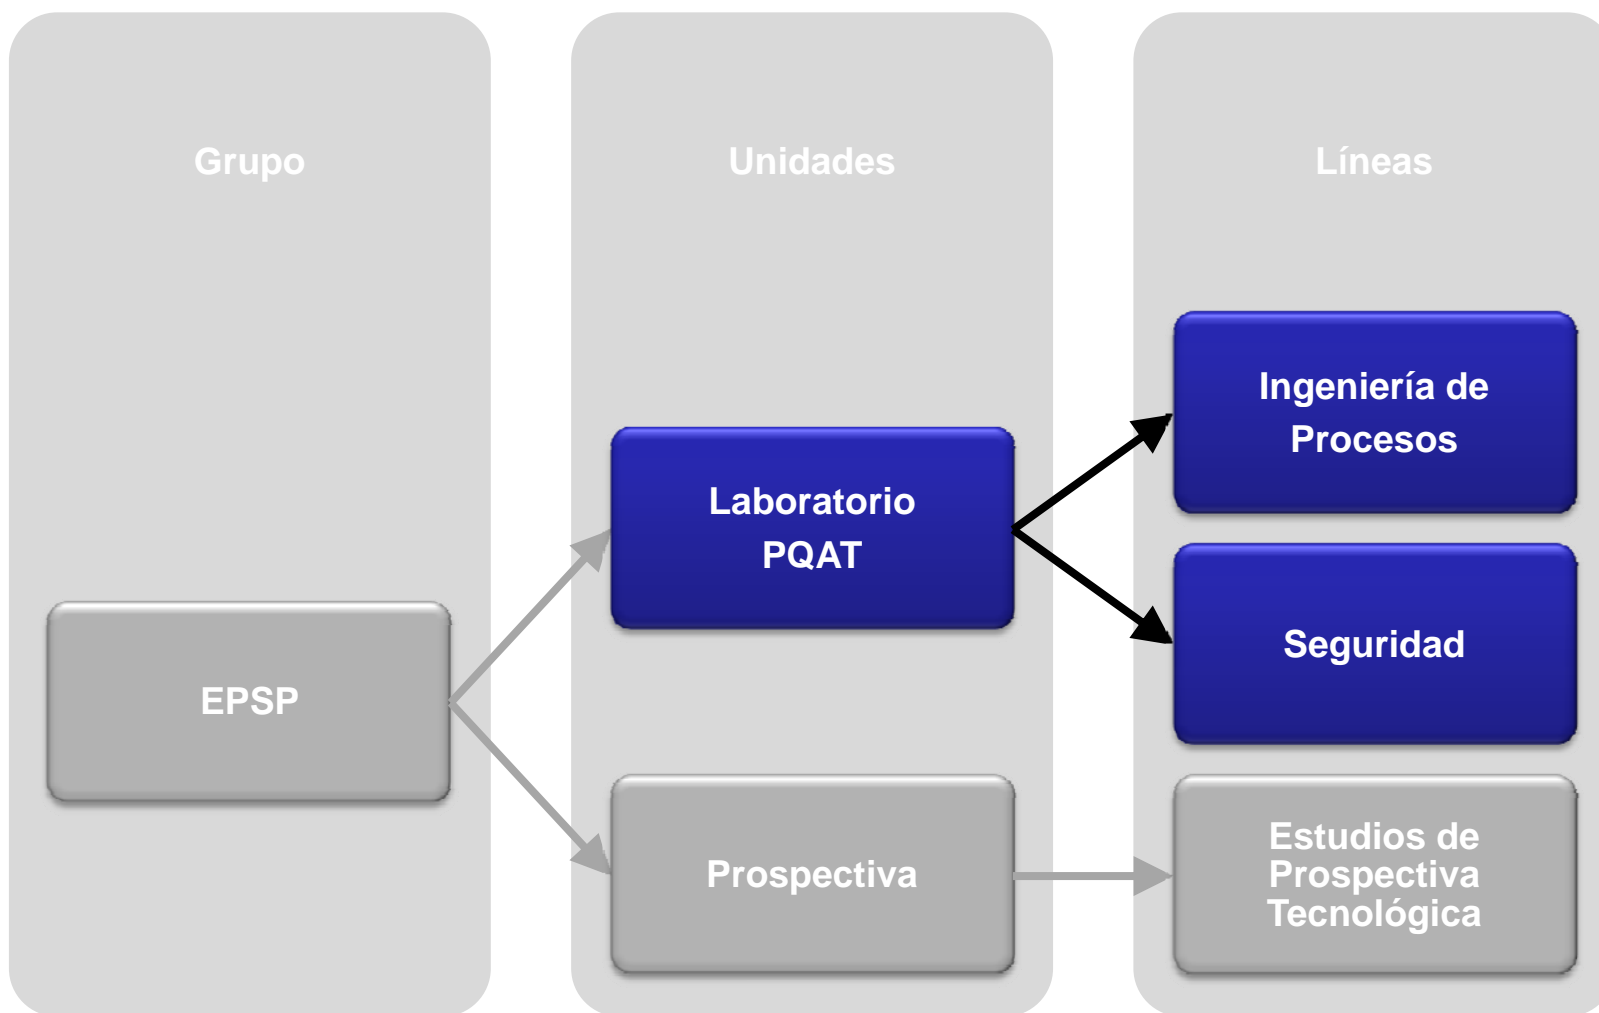 Grupo
Unidades
Líneas
Ingeniería de
Procesos
Laboratorio
PQAT
Seguridad
EPSP
Prospectiva
Estudios de
Prospectiva
Tecnológica